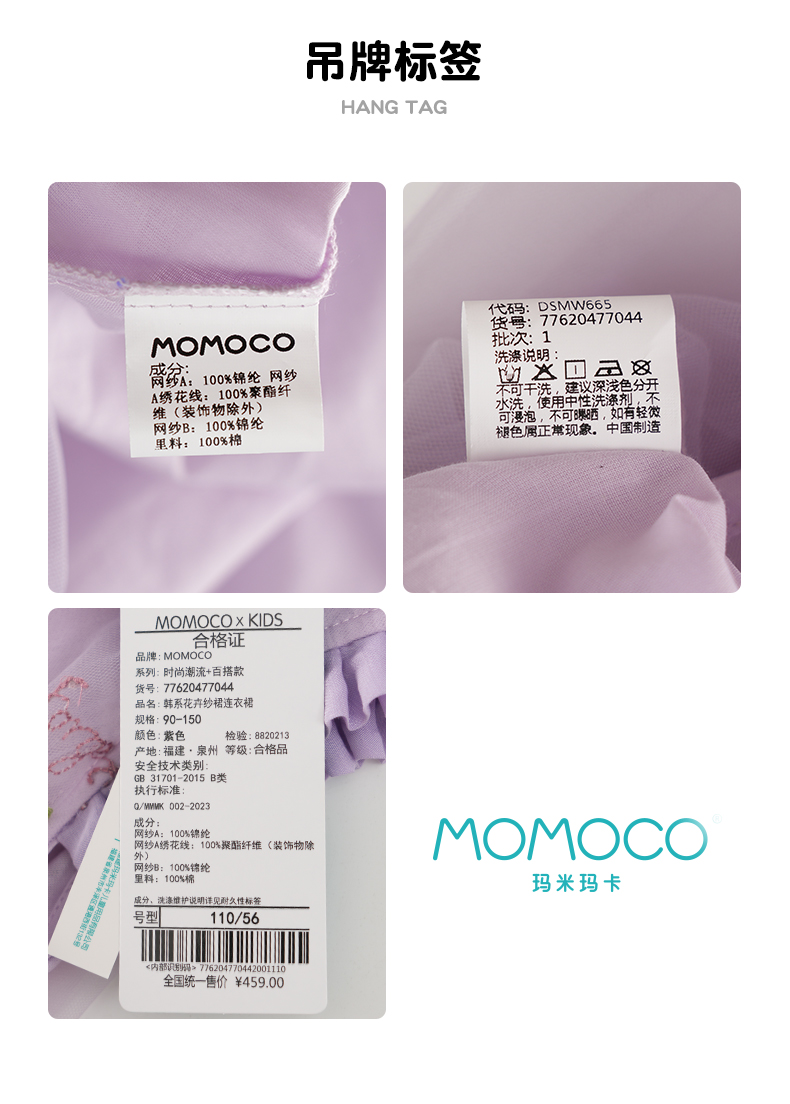 吊牌标签
HANG TAG
MOMOCO
成分:
网纱A: 100%锦纶 网纱
A绣花线: 100%聚酯纤
维（装饰物除外）
网纱B: 100%锦纶
里料: 100%棉
代码: DSMW665
货号: 77620477044
批次: 1
洗涤说明:
不可干洗, 建议深浅色分开
水洗, 使用中性洗涤剂, 不
可浸泡, 不可曝晒, 如有轻微
褪色属正常现象。中国制造
MOMOCO x KIDS
合格证
品牌: MOMOCO
系列: 时尚潮流+百搭款
货号: 77620477044
品名: 韩系花卉纱裙连衣裙
规格: 90-150
颜色: 紫色 检验: 8820213
产地: 福建·泉州 等级: 合格品
安全技术类别:
GB 31701-2015 B类
执行标准:
Q/MMMK 002-2023
成分:
网纱A: 100%锦纶
网纱A绣花线: 100%聚酯纤维（装饰物除
外）
网纱B: 100%锦纶
里料: 100%棉
成分、洗涤维护说明详见耐久性标签
号型 110/56
<内部识别码> 776204770442001110
全国统一售价 ¥459.00
MOMOCO
玛米玛卡